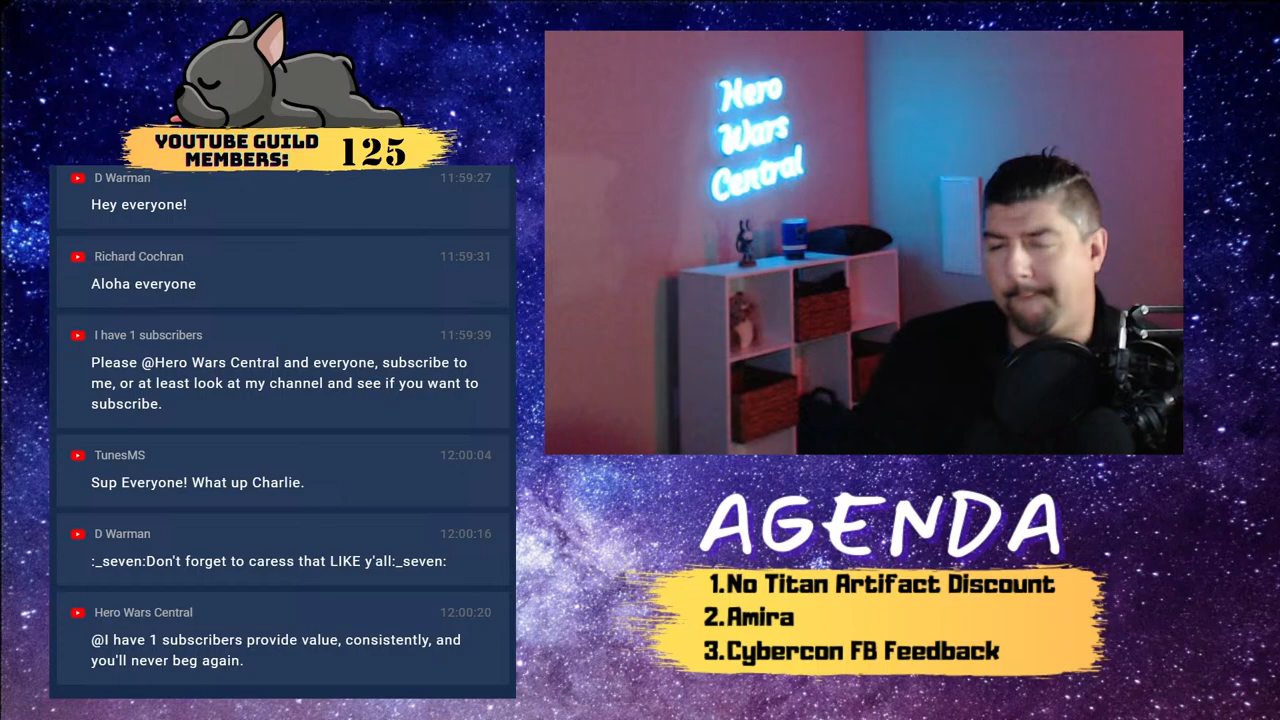 YOUTUBE GUILD
MEMBERS:
125
D Warman
11:59:27
Hey everyone!
Richard Cochran
11:59:31
Aloha everyone
I have 1 subscribers
11:59:39
Please @Hero Wars Central and everyone, subscribe to
me, or at least look at my channel and see if you want to
subscribe.
TunesMS
12:00:04
Sup Everyone! What up Charlie.
D Warman
12:00:16
:_seven:Don't forget to caress that LIKE y'all:_seven:
Hero Wars Central
12:00:20
@I have 1 subscribers provide value, consistently, and
you'll never beg again.
Hero
Wars
Central
AGENDA
1.No Titan Artifact Discount
2.Amira
3.Cybercon FB Feedback